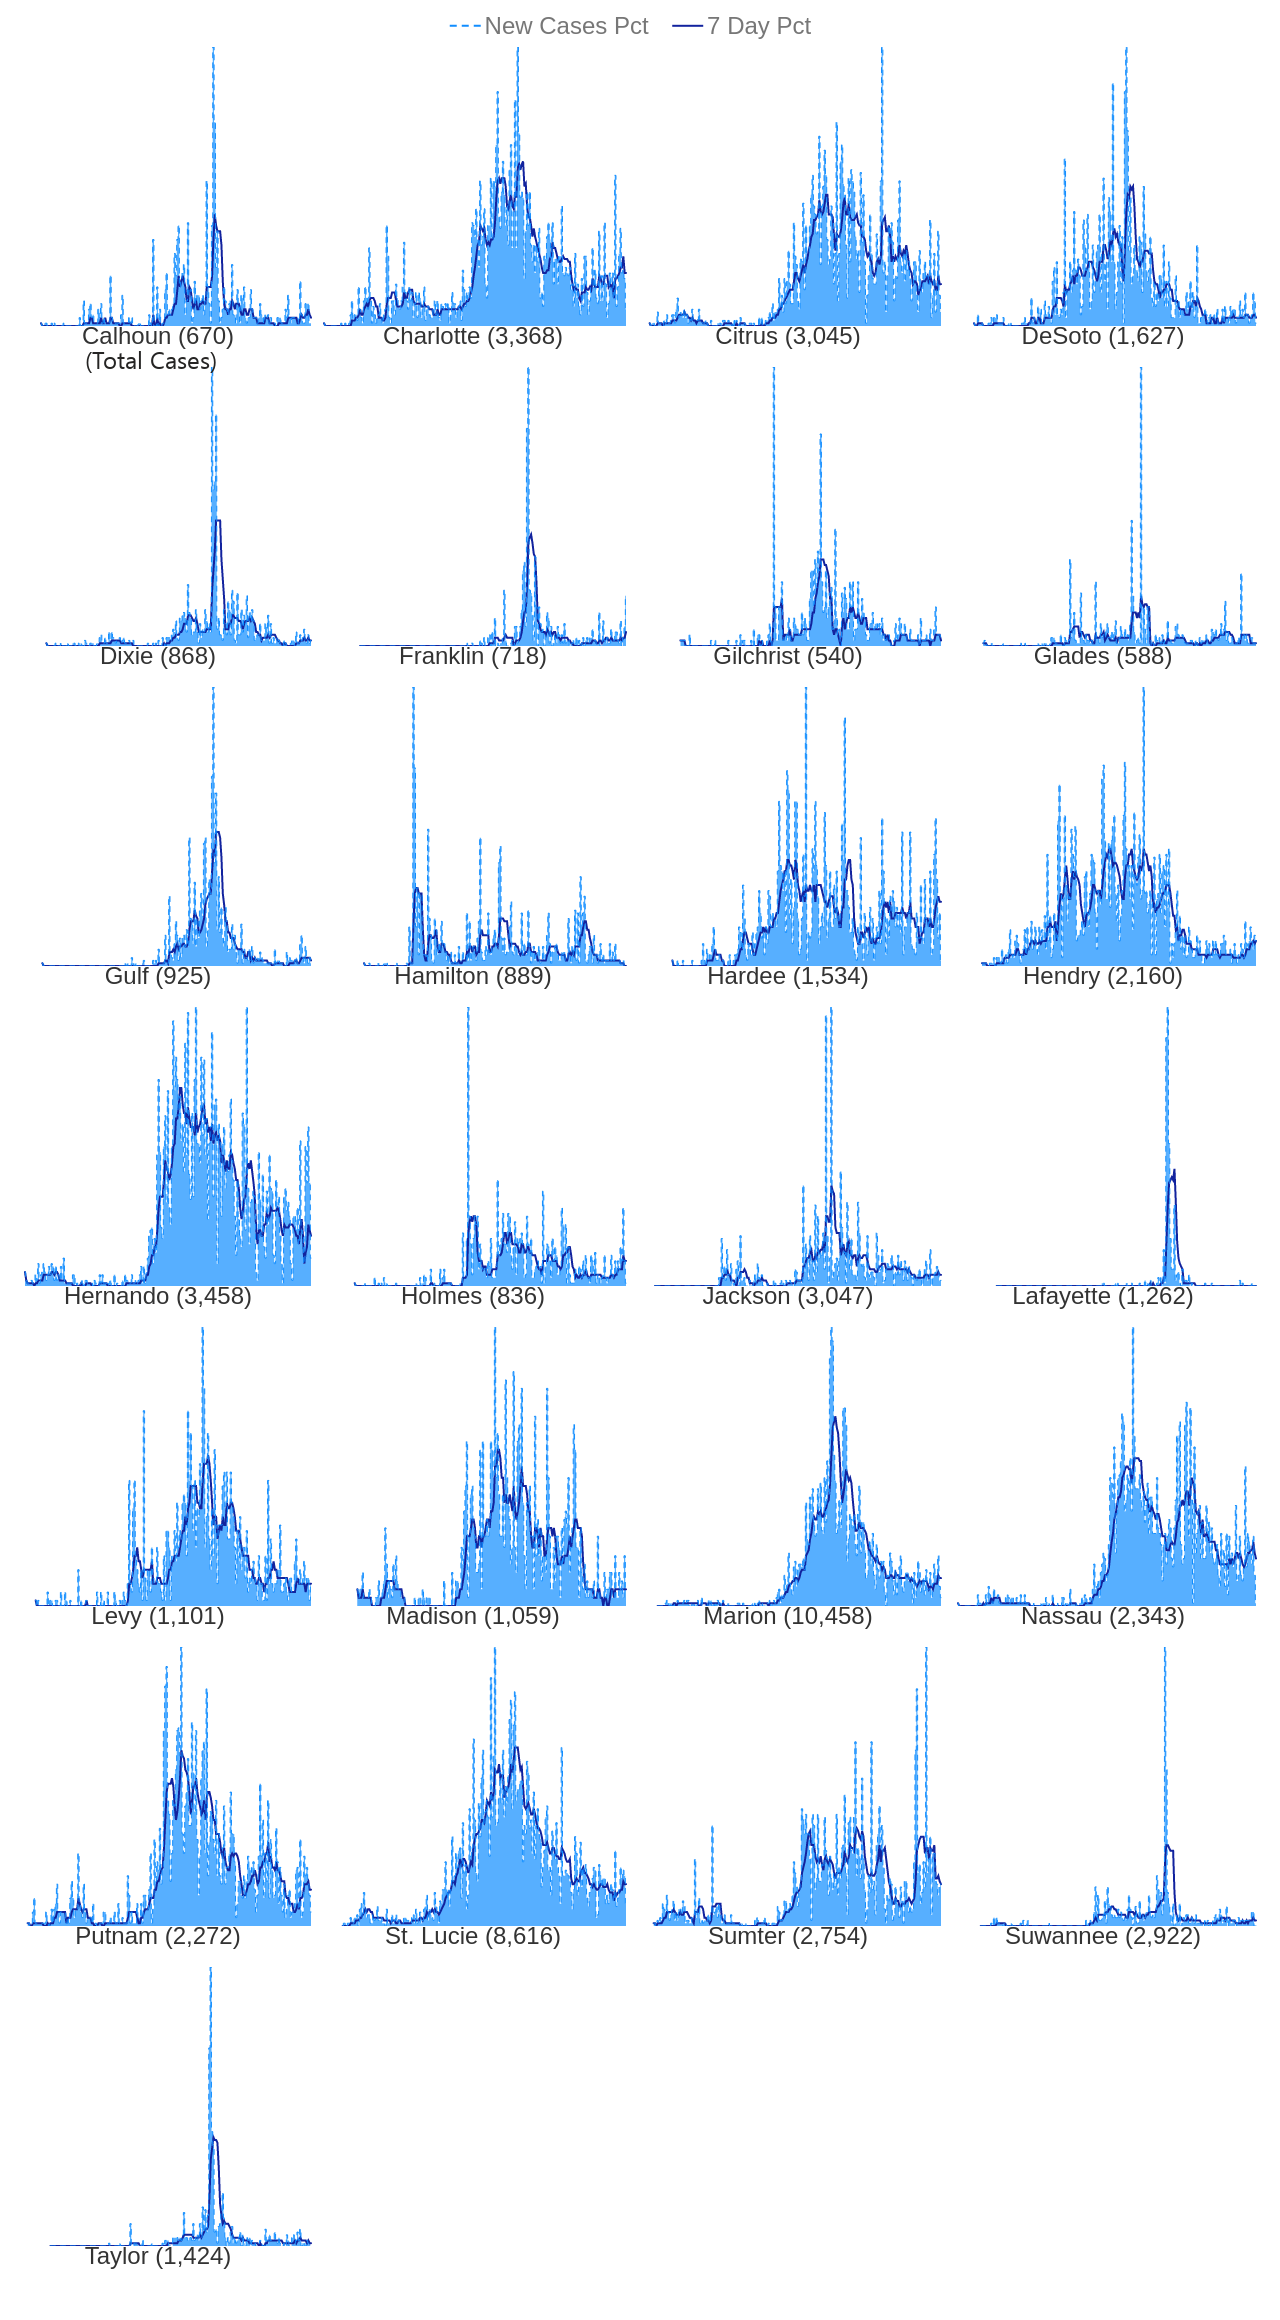 New Cases Pct 7 Day Pct
Calhoun (670) Charlotte (3,368) Citrus (3,045) DeSoto (1,627)
(Total Cases)
Dixie (868) Franklin (718) Gilchrist (540) Glades (588)
Gulf (925) Hamilton (889) Hardee (1,534) Hendry (2,160)
Hernando (3,458) Holmes (836) Jackson (3,047) Lafayette (1,262)
Levy (1,101) Madison (1,059) Marion (10,458) Nassau (2,343)
Putnam (2,272) St. Lucie (8,616) Sumter (2,754) Suwannee (2,922)
Taylor (1,424)